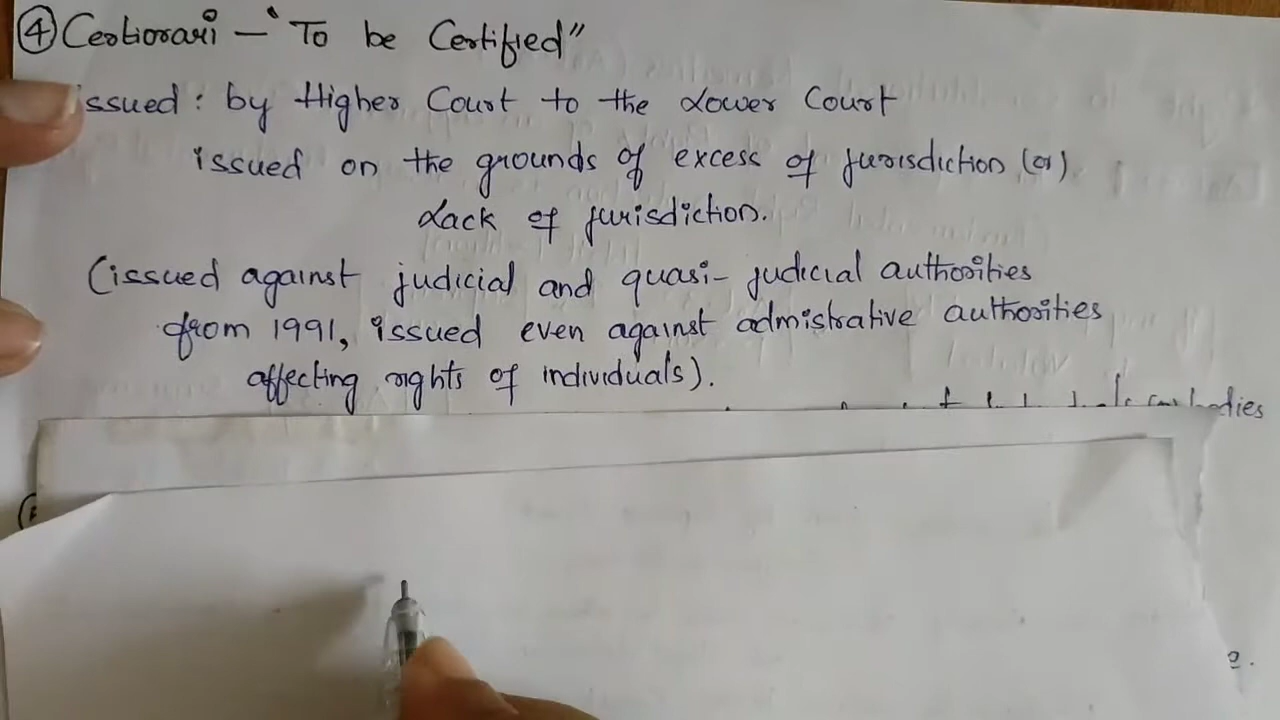 ④ Certiorari – "To be Certified"
issued : by Higher Court to the Lower Court
issued on the grounds of excess of jurisdiction (or)
Lack of jurisdiction.
(issued against judicial and quasi-judicial authorities
from 1991, issued even against admistrative authorities
affecting rights of individuals).
bodies